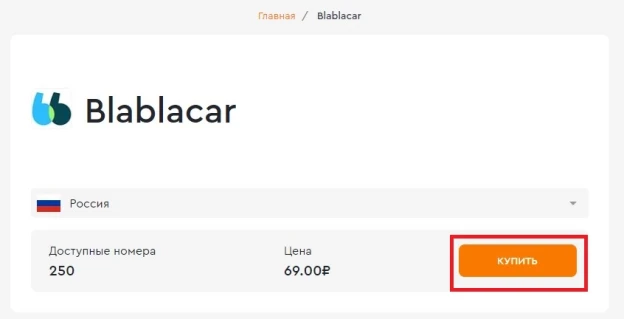 Главная / Blablacar
Blablacar
Россия
Доступные номера
250
Цена
69.00₽
КУПИТЬ